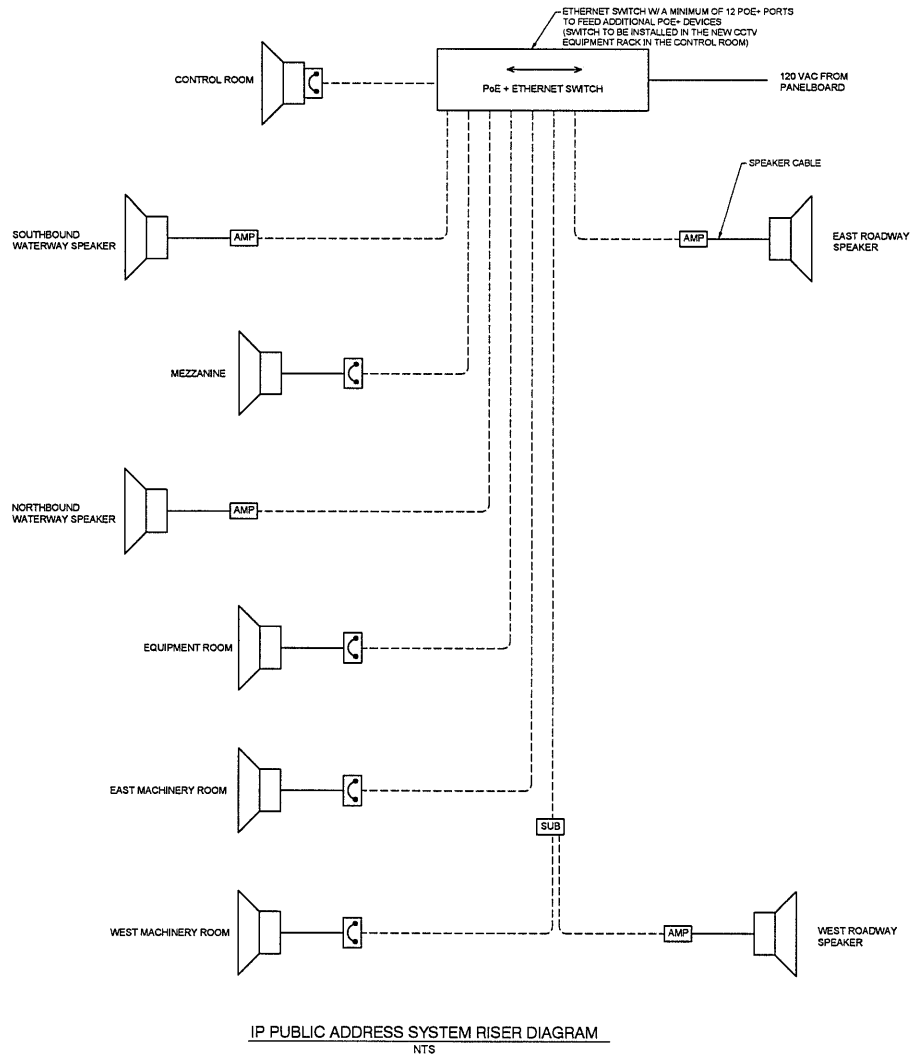 ETHERNET SWITCH W/ A MINIMUM OF 12 POE+ PORTS
TO FEED ADDITIONAL POE+ DEVICES
(SWITCH TO BE INSTALLED IN THE NEW CCTV
EQUIPMENT RACK IN THE CONTROL ROOM)
CONTROL ROOM
PoE + ETHERNET SWITCH
120 VAC FROM
PANELBOARD
SPEAKER CABLE
SOUTHBOUND
WATERWAY SPEAKER
AMP
AMP
EAST ROADWAY
SPEAKER
MEZZANINE
NORTHBOUND
WATERWAY SPEAKER
AMP
EQUIPMENT ROOM
EAST MACHINERY ROOM
SUB
WEST MACHINERY ROOM
AMP
WEST ROADWAY
SPEAKER
IP PUBLIC ADDRESS SYSTEM RISER DIAGRAM
NTS